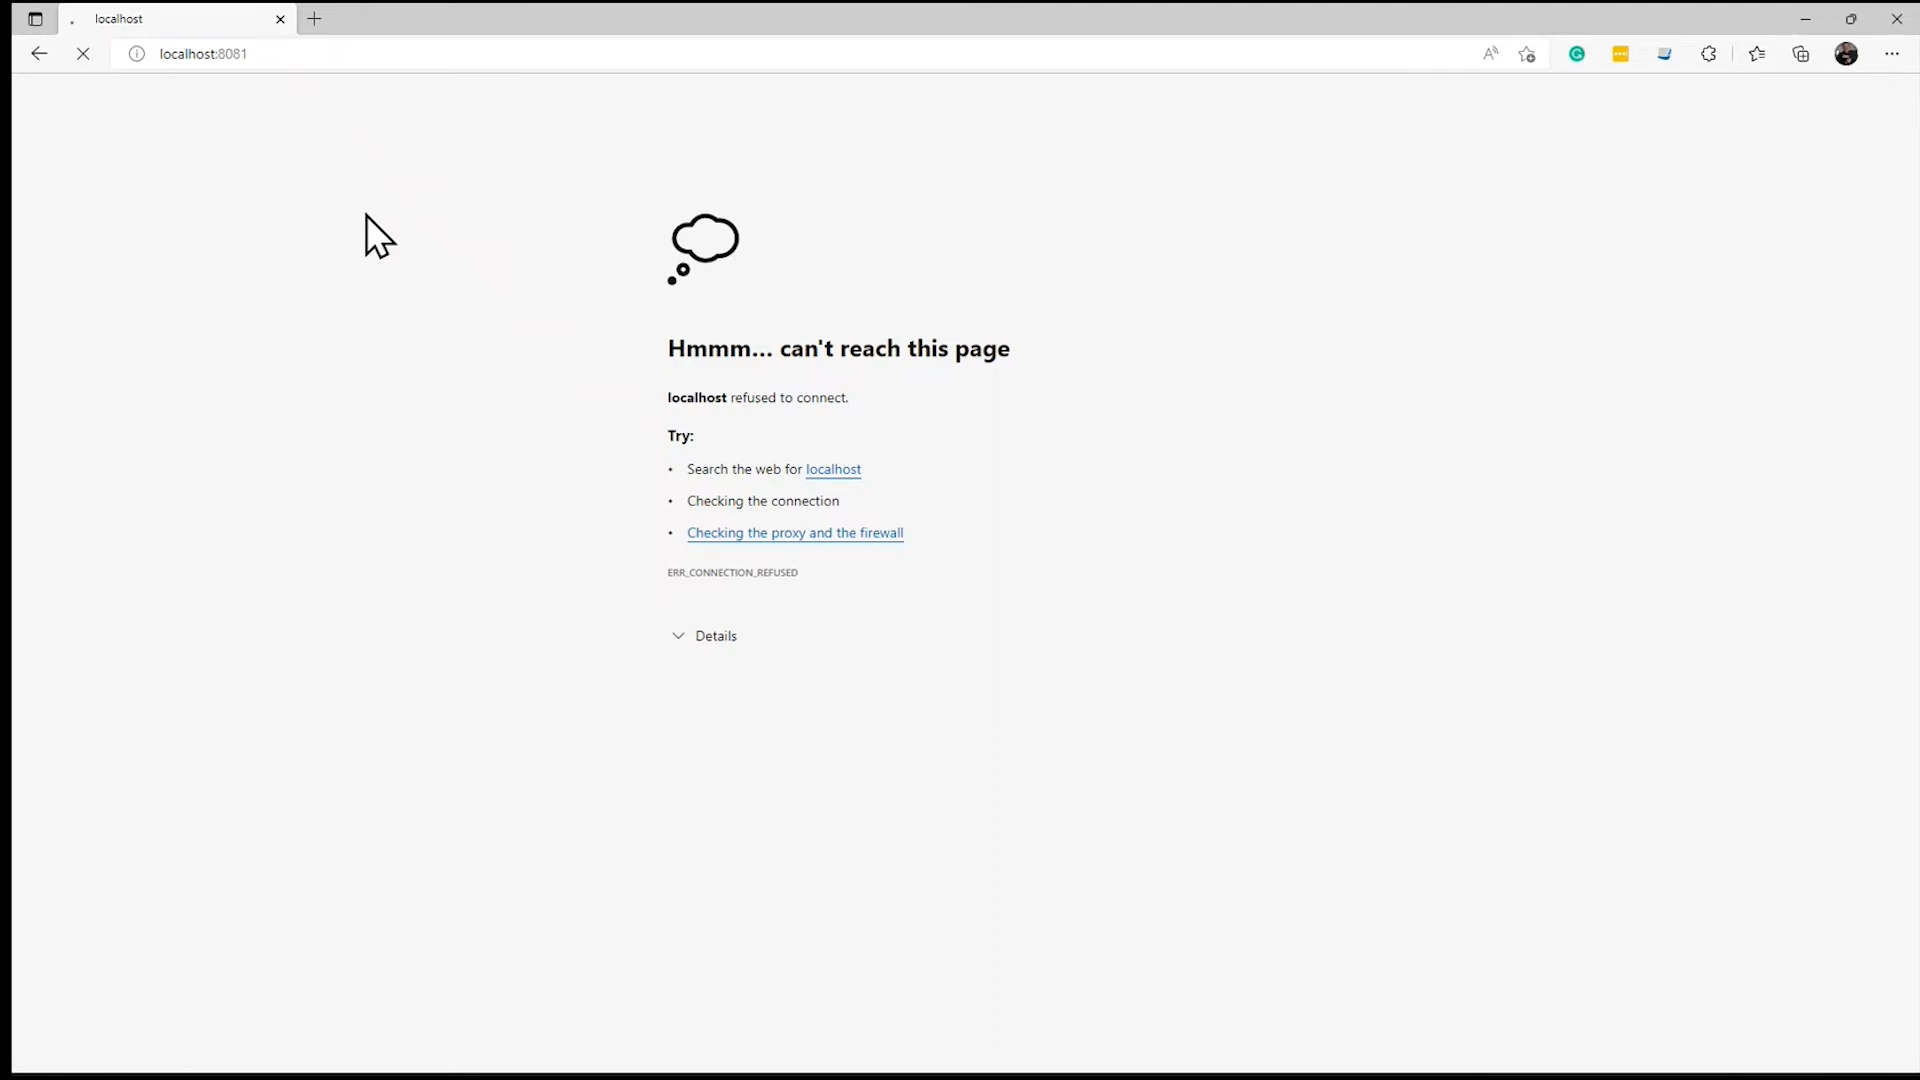 localhost
localhost:8081
Hmmm... can't reach this page
localhost refused to connect.
Try:
• Search the web for localhost
• Checking the connection
• Checking the proxy and the firewall
ERR_CONNECTION_REFUSED
Details